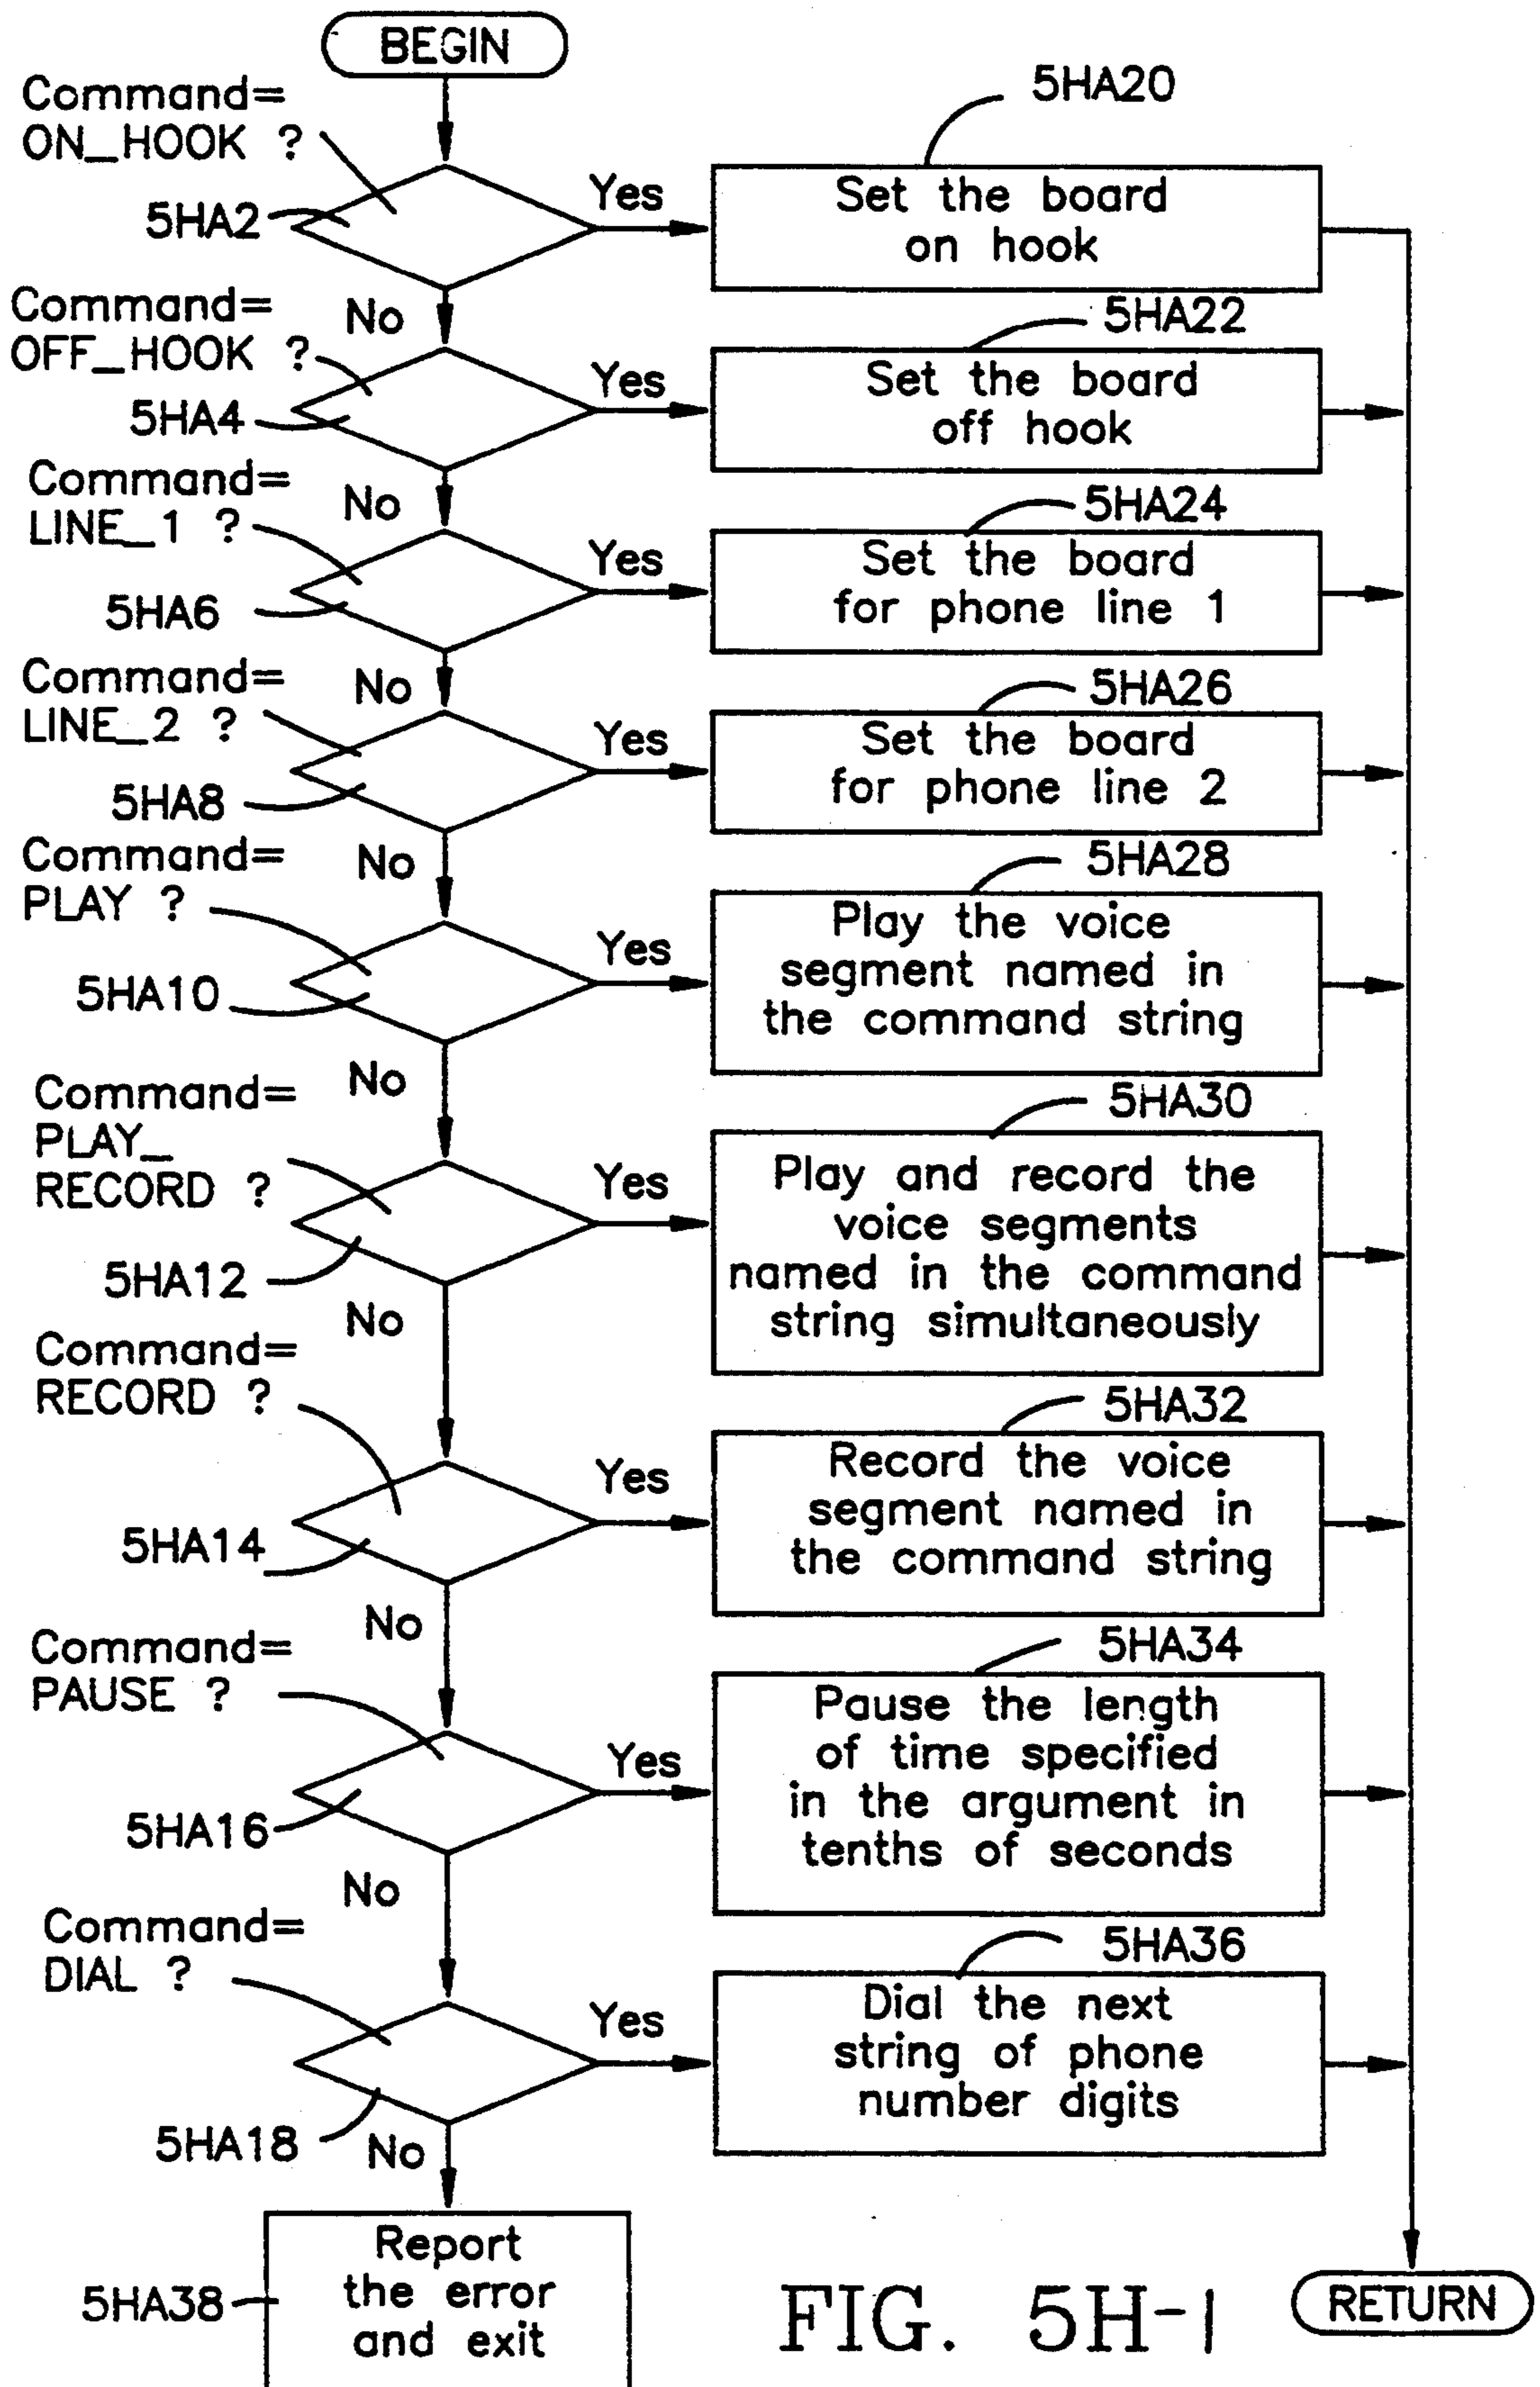 BEGIN
Command=
ON_HOOK ?
5HA2
Yes
5HA20
Set the board
on hook
No
Command=
OFF_HOOK ?
5HA4
Yes
5HA22
Set the board
off hook
No
Command=
LINE_1 ?
5HA6
Yes
5HA24
Set the board
for phone line 1
No
Command=
LINE_2 ?
5HA8
Yes
5HA26
Set the board
for phone line 2
No
Command=
PLAY ?
5HA10
Yes
5HA28
Play the voice
segment named in
the command string
No
Command=
PLAY_
RECORD ?
5HA12
Yes
5HA30
Play and record the
voice segments
named in the command
string simultaneously
No
Command=
RECORD ?
5HA14
Yes
5HA32
Record the voice
segment named in
the command string
No
Command=
PAUSE ?
5HA16
Yes
5HA34
Pause the length
of time specified
in the argument in
tenths of seconds
No
Command=
DIAL ?
5HA18
Yes
5HA36
Dial the next
string of phone
number digits
No
5HA38
Report
the error
and exit
FIG. 5H-1
RETURN